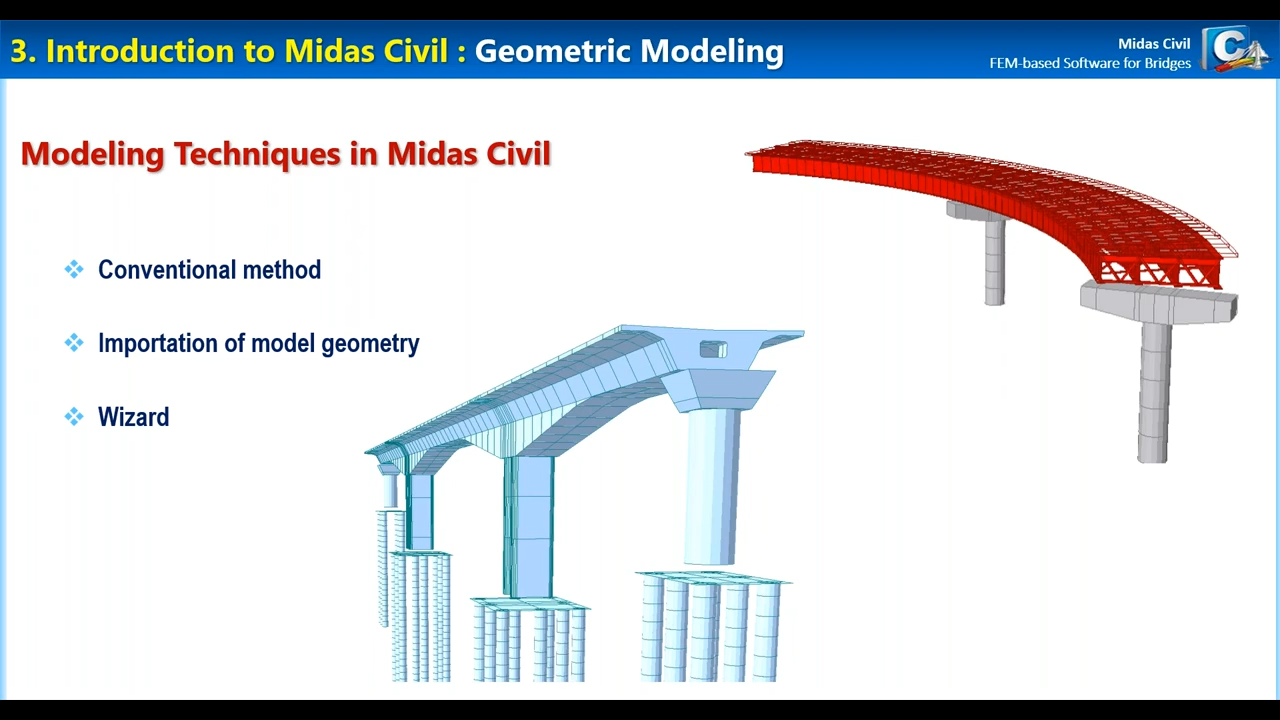 3. Introduction to Midas Civil : Geometric Modeling
Midas Civil
FEM-based Software for Bridges
C
Modeling Techniques in Midas Civil
Conventional method
Importation of model geometry
Wizard